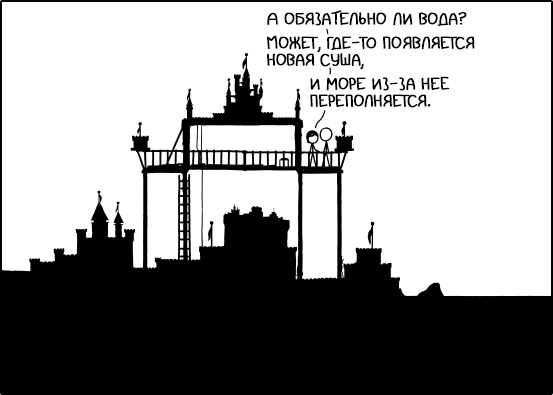 А ОБЯЗАТЕЛЬНО ЛИ ВОДА?
МОЖЕТ, ГДЕ-ТО ПОЯВЛЯЕТСЯ
НОВАЯ СУША,
И МОРЕ ИЗ-ЗА НЕЕ
ПЕРЕПОЛНЯЕТСЯ.